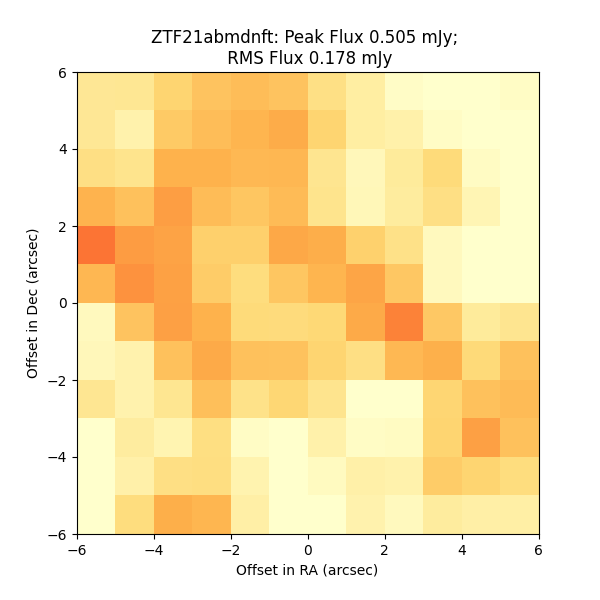 ZTF21abmdnft: Peak Flux 0.505 mJy;
RMS Flux 0.178 mJy
6
4
2
0
−2
−4
−6
Offset in Dec (arcsec)
−6 −4 −2 0 2 4 6
Offset in RA (arcsec)